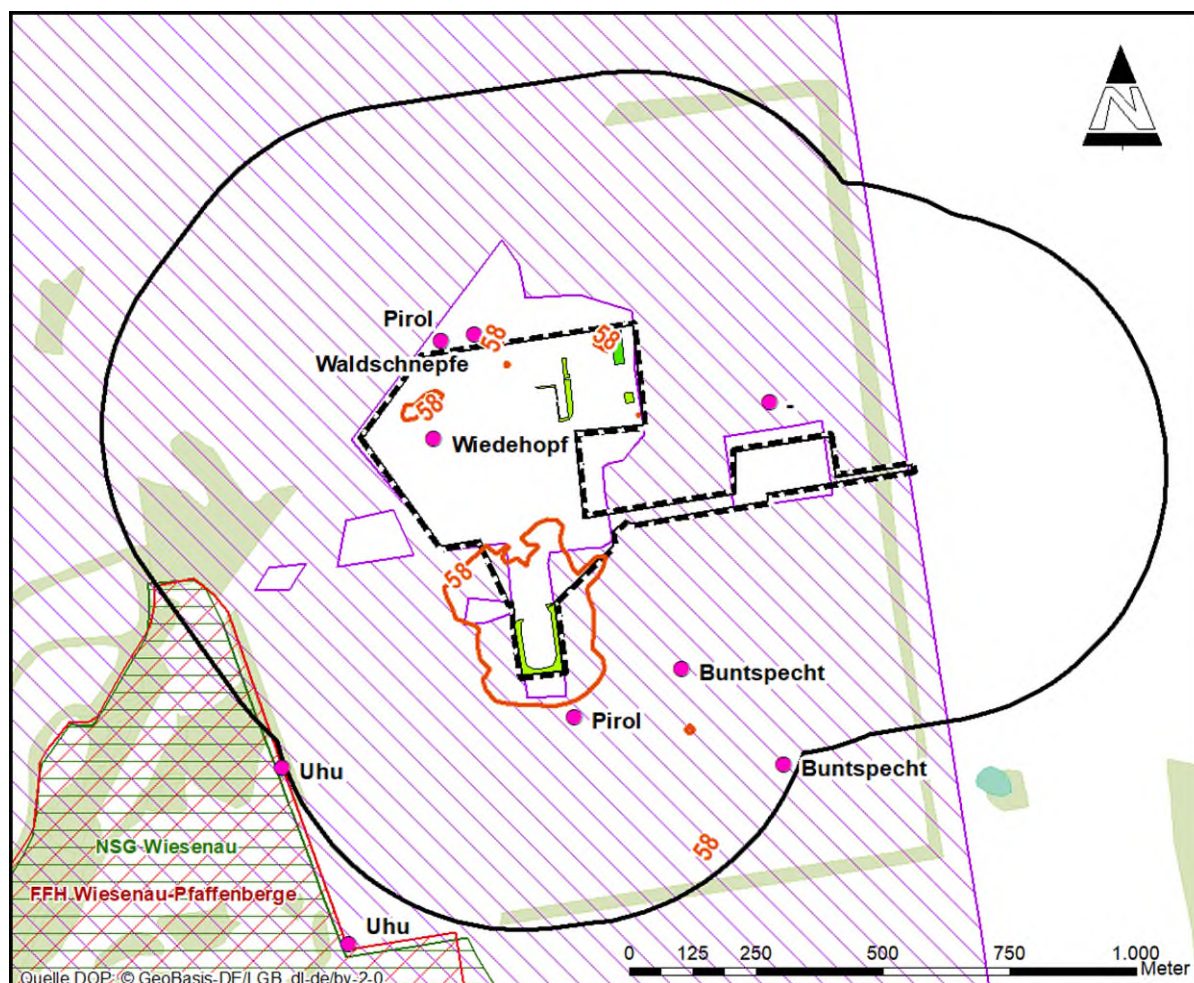 N
Pirol
58
58
Waldschnepfe
58
Wiedehopf
-
58
Buntspecht
Pirol
Uhu
Buntspecht
NSG Wiesenau
58
FFH Wiesenau-Pfaffenberge
Uhu
0 125 250 500 750 1.000
Meter
Quelle DOP: © GeoBasis-DE/LGB, dl-de/by-2-0